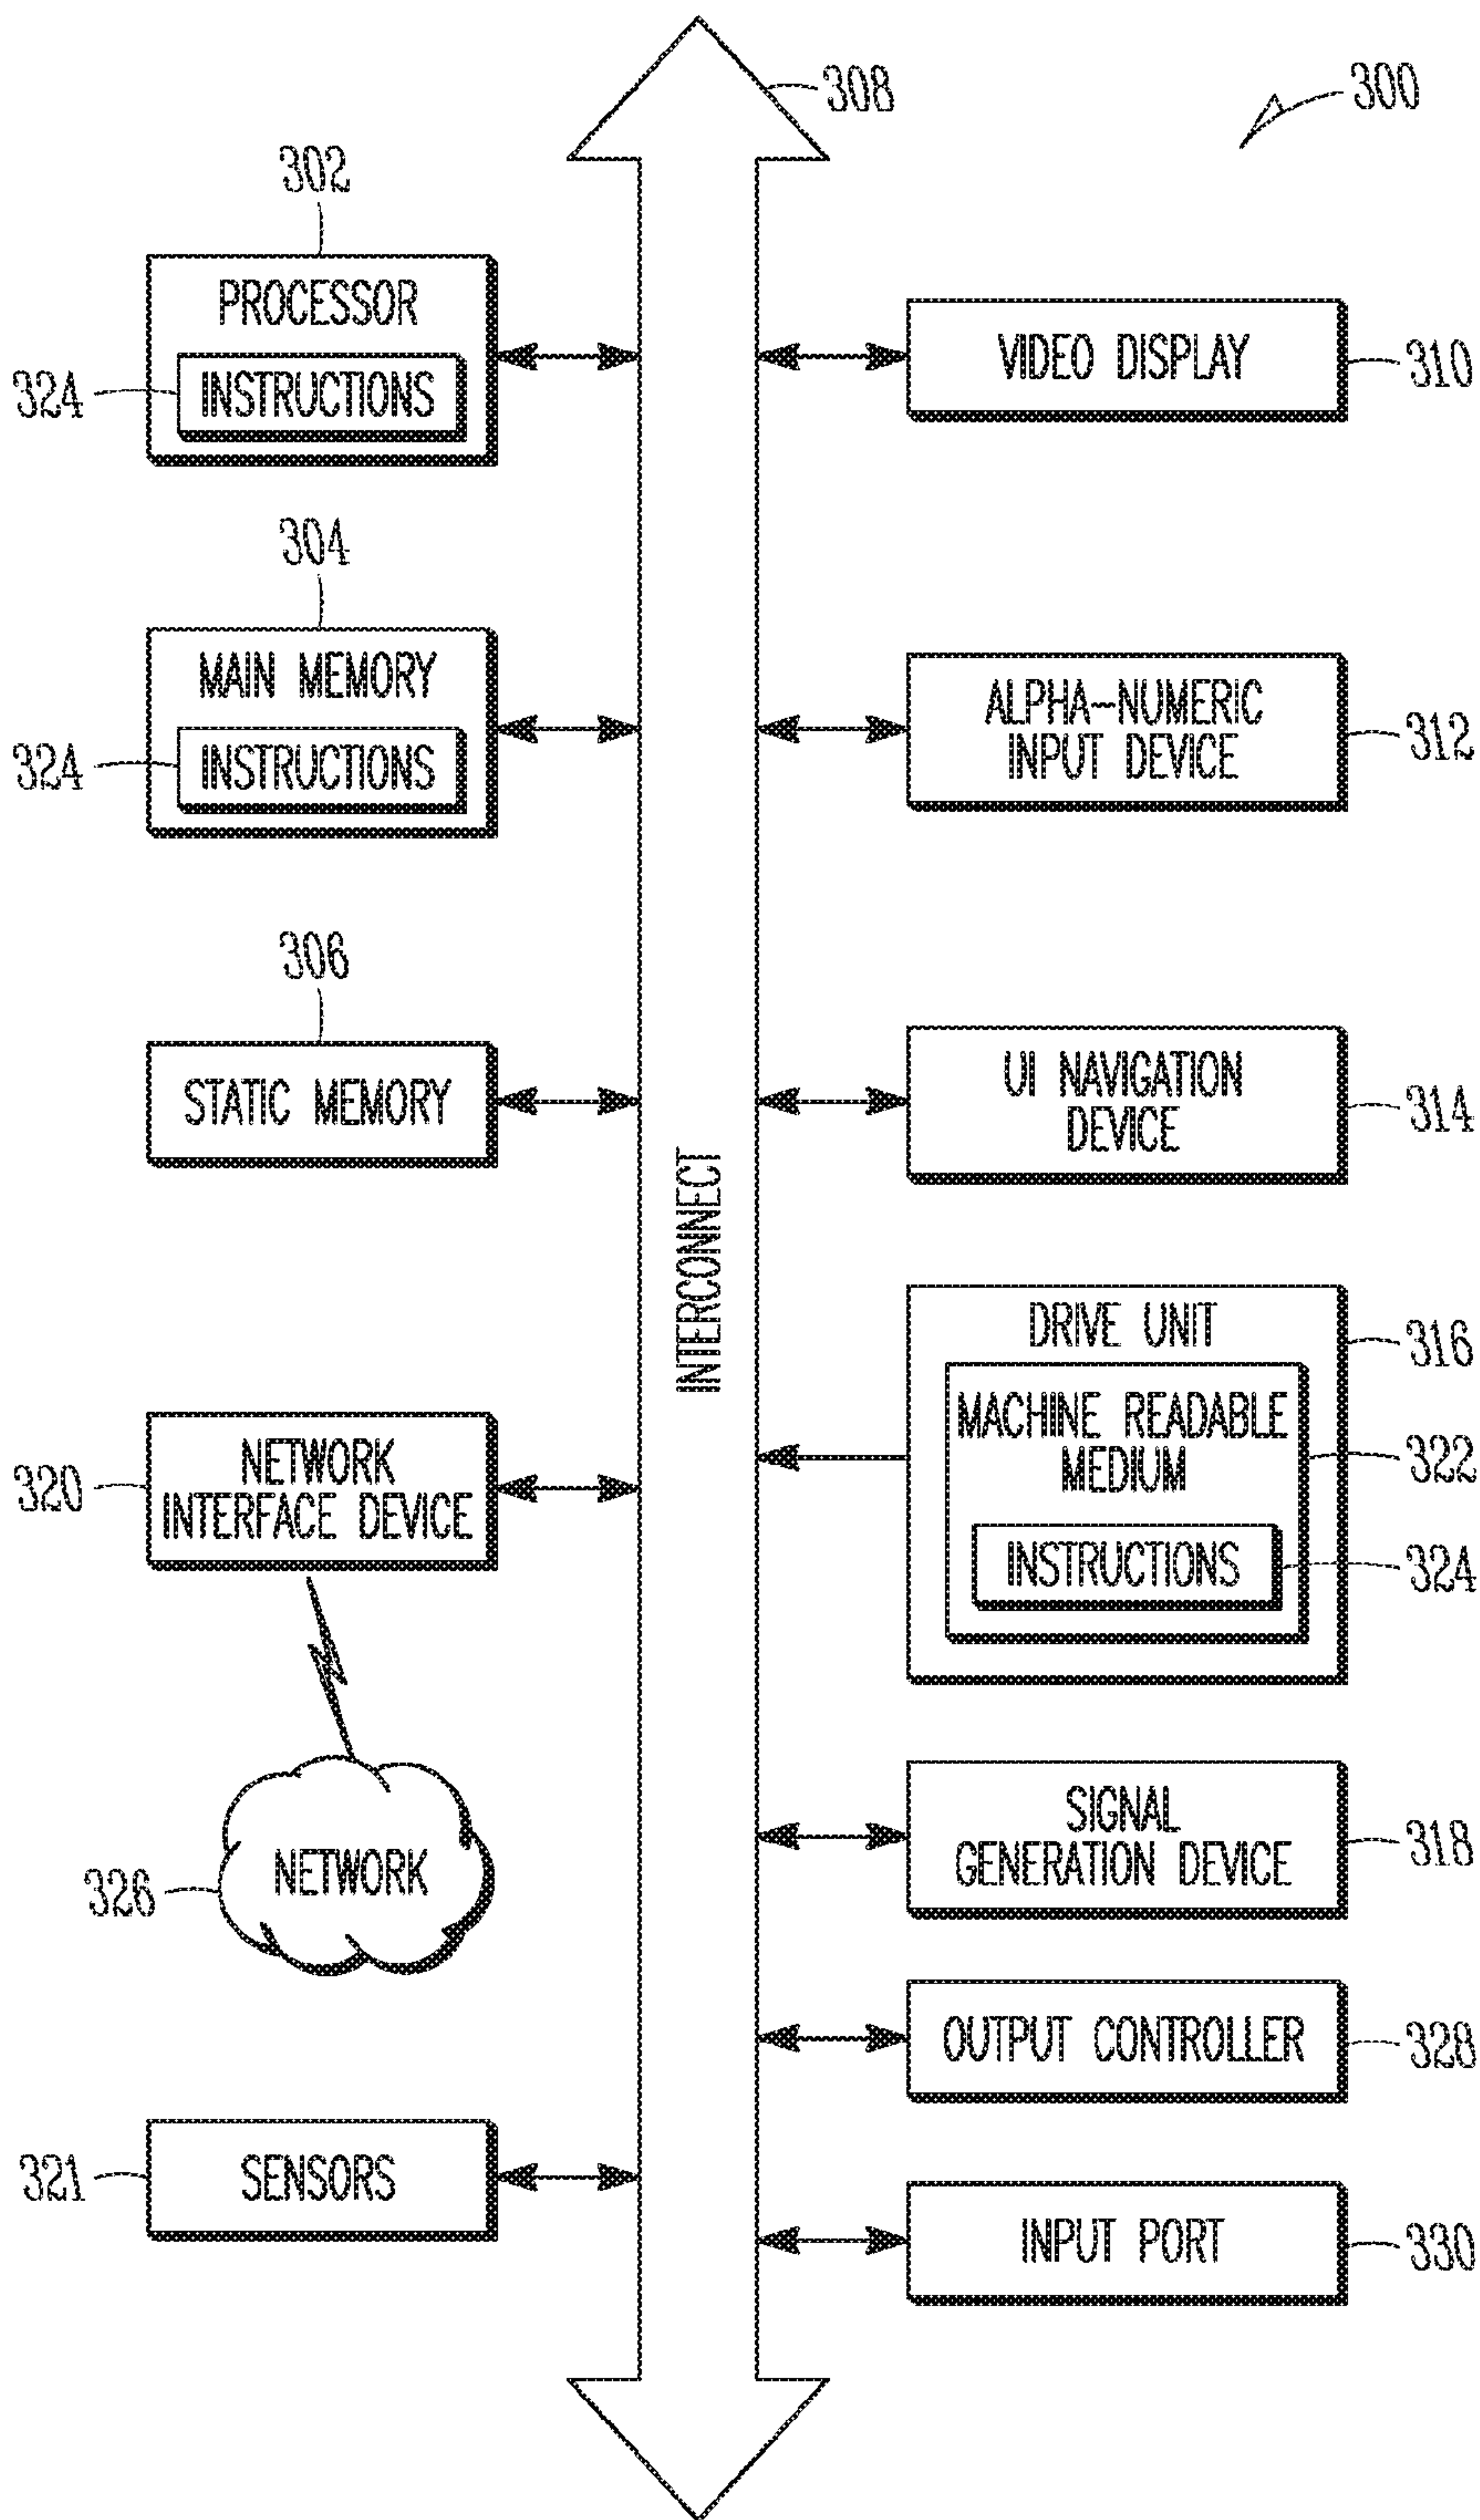 308
300
302
PROCESSOR
324
INSTRUCTIONS
VIDEO DISPLAY
310
304
MAIN MEMORY
324
INSTRUCTIONS
ALPHA-NUMERIC
INPUT DEVICE
312
306
STATIC MEMORY
UI NAVIGATION
DEVICE
314
INTERCONNECT
DRIVE UNIT
316
MACHINE READABLE
MEDIUM
322
INSTRUCTIONS
324
320
NETWORK
INTERFACE DEVICE
SIGNAL
GENERATION DEVICE
318
326
NETWORK
OUTPUT CONTROLLER
328
321
SENSORS
INPUT PORT
330